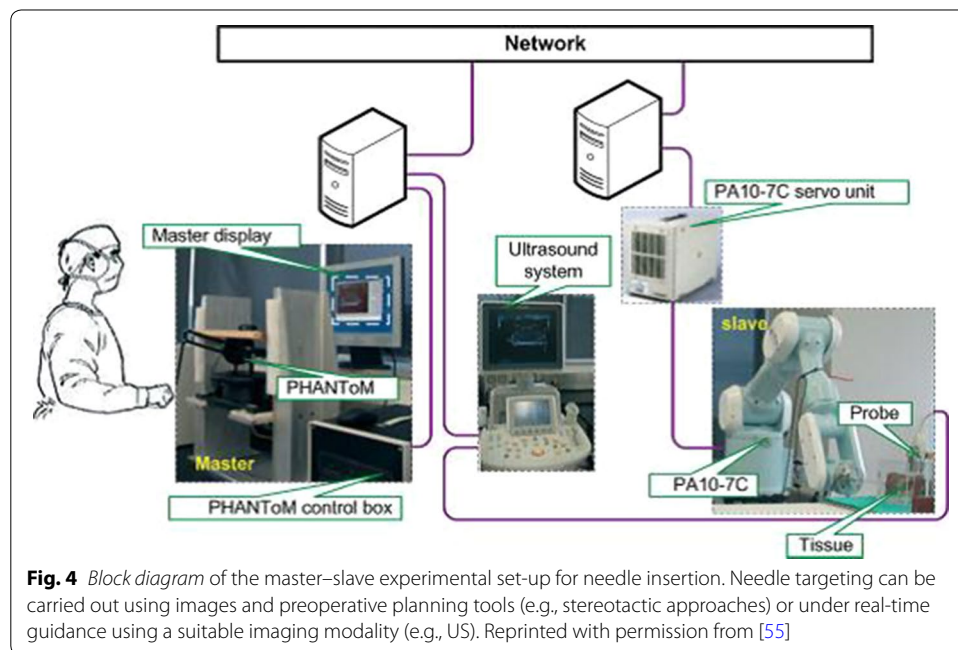 Network
PA10-7C servo unit
Master display
Ultrasound
system
slave
PHANToM
Probe
Master
PA10-7C
PHANToM control box
Tissue
Fig. 4 Block diagram of the master–slave experimental set-up for needle insertion. Needle targeting can be
carried out using images and preoperative planning tools (e.g., stereotactic approaches) or under real-time
guidance using a suitable imaging modality (e.g., US). Reprinted with permission from [55]